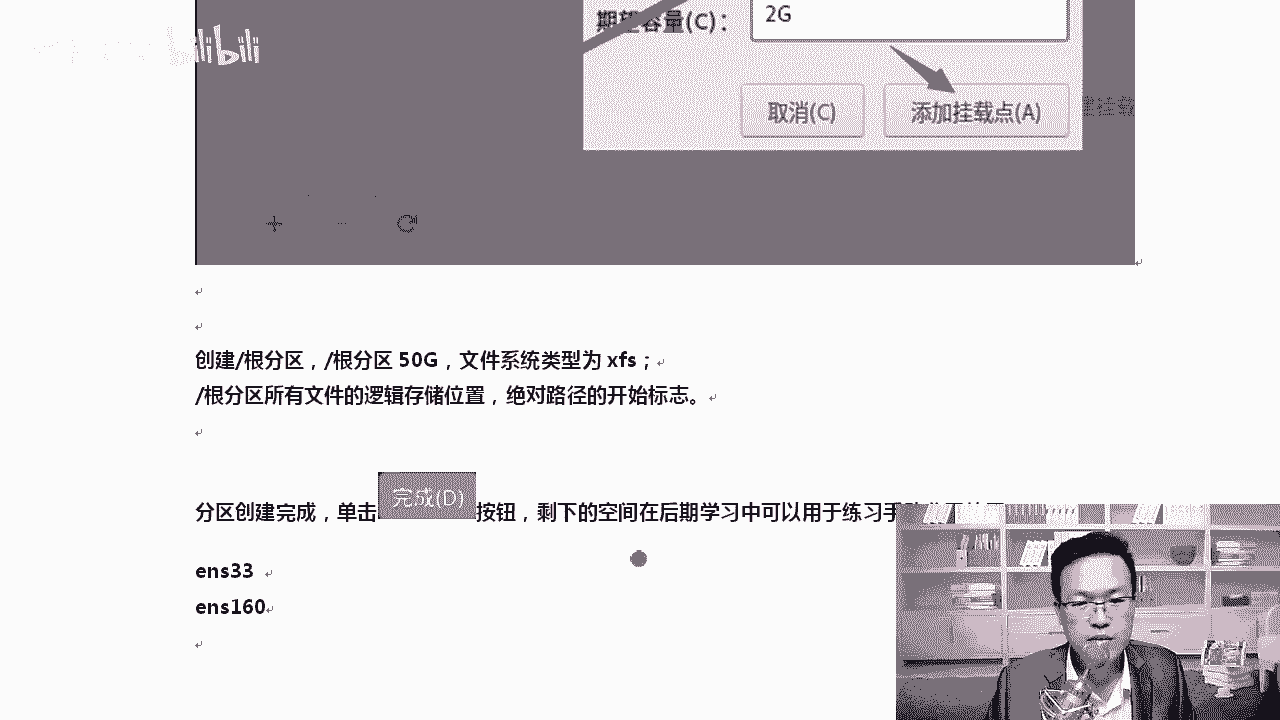 bilibili
期望容量(C)：
2G
取消(C)
添加挂载点(A)
创建/根分区，/根分区 50G，文件系统类型为 xfs；
/根分区所有文件的逻辑存储位置，绝对路径的开始标志。
分区创建完成，单击 完成(D) 按钮，剩下的空间在后期学习中可以用于练习手
ens33
ens160